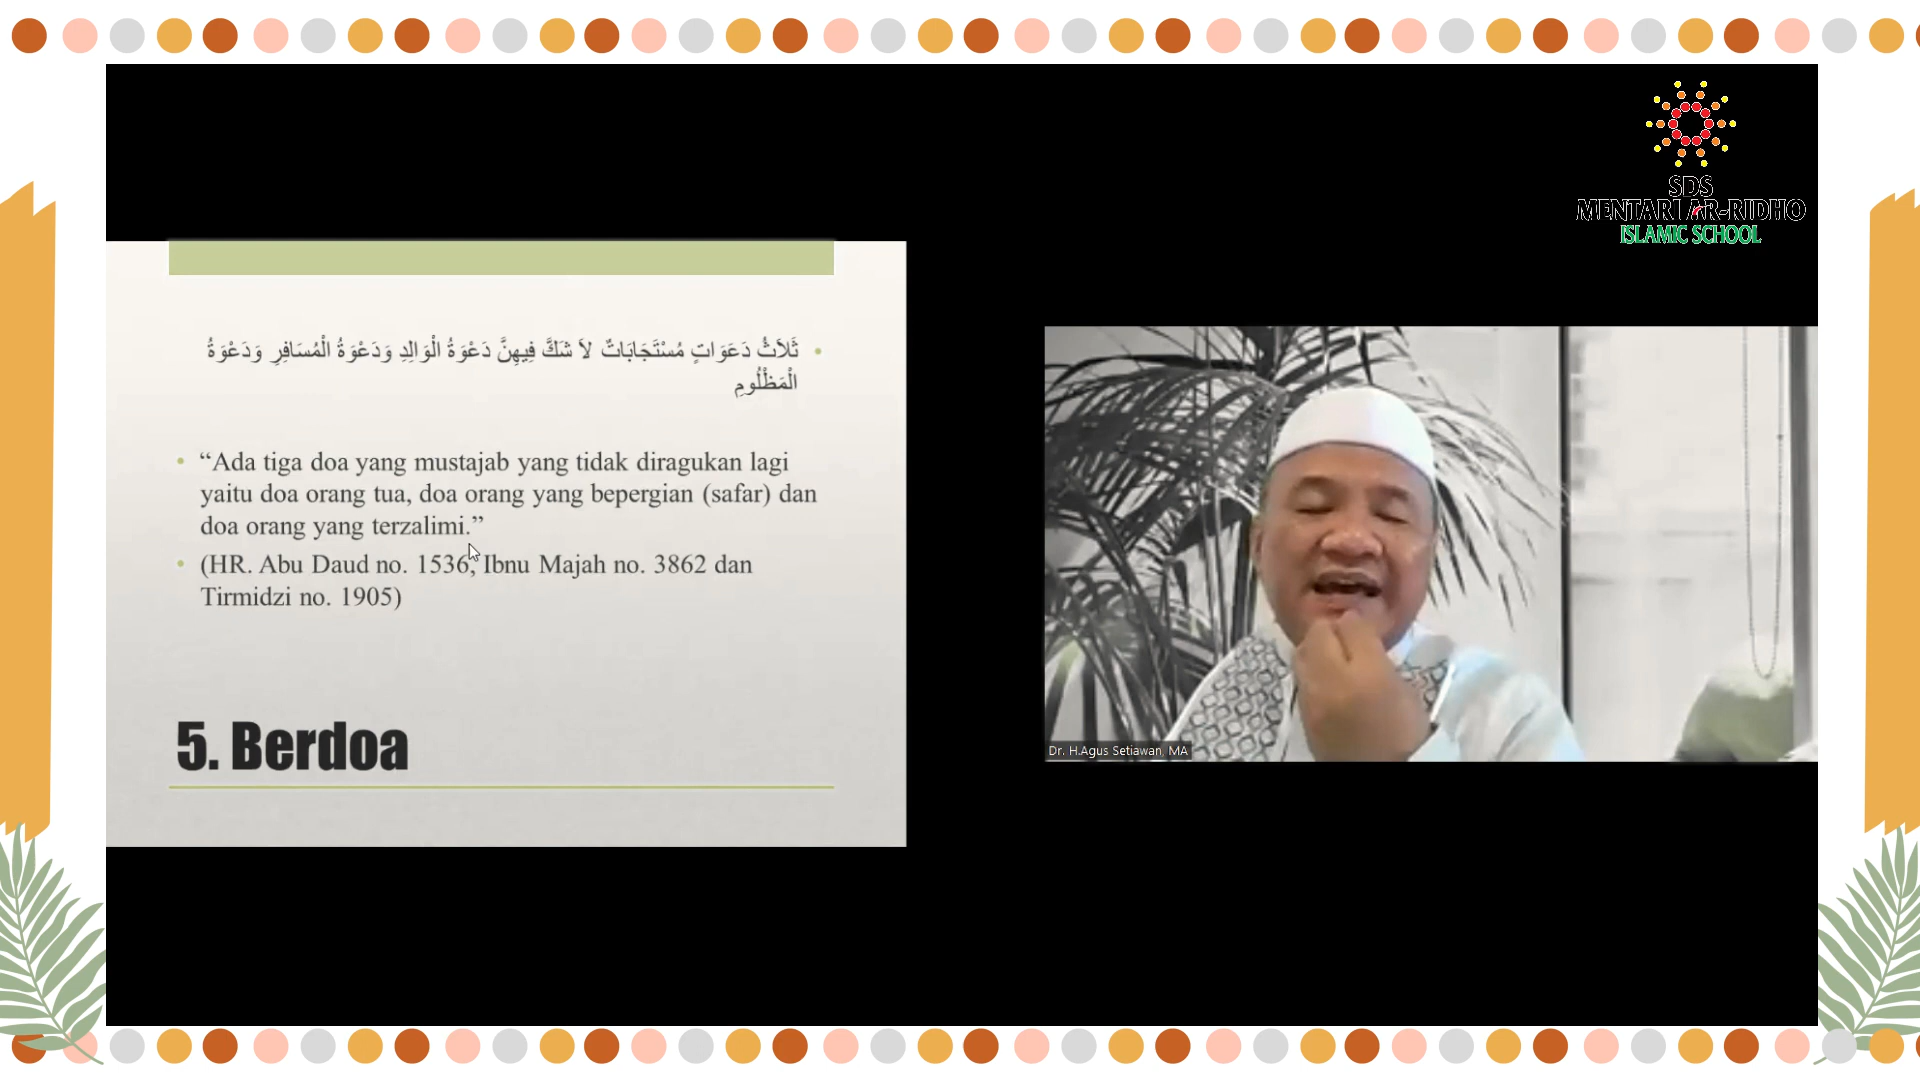 SDS
MENTARI AR-RIDHO
ISLAMIC SCHOOL
• ثَلاَثُ دَعَوَاتٍ مُسْتَجَابَاتٌ لاَ شَكَّ فِيهِنَّ دَعْوَةُ الْوَالِدِ وَدَعْوَةُ الْمُسَافِرِ وَدَعْوَةُ
الْمَظْلُومِ
• “Ada tiga doa yang mustajab yang tidak diragukan lagi
yaitu doa orang tua, doa orang yang bepergian (safar) dan
doa orang yang terzalimi.”
• (HR. Abu Daud no. 1536, Ibnu Majah no. 3862 dan
Tirmidzi no. 1905)
5. Berdoa
Dr. H.Agus Setiawan, MA